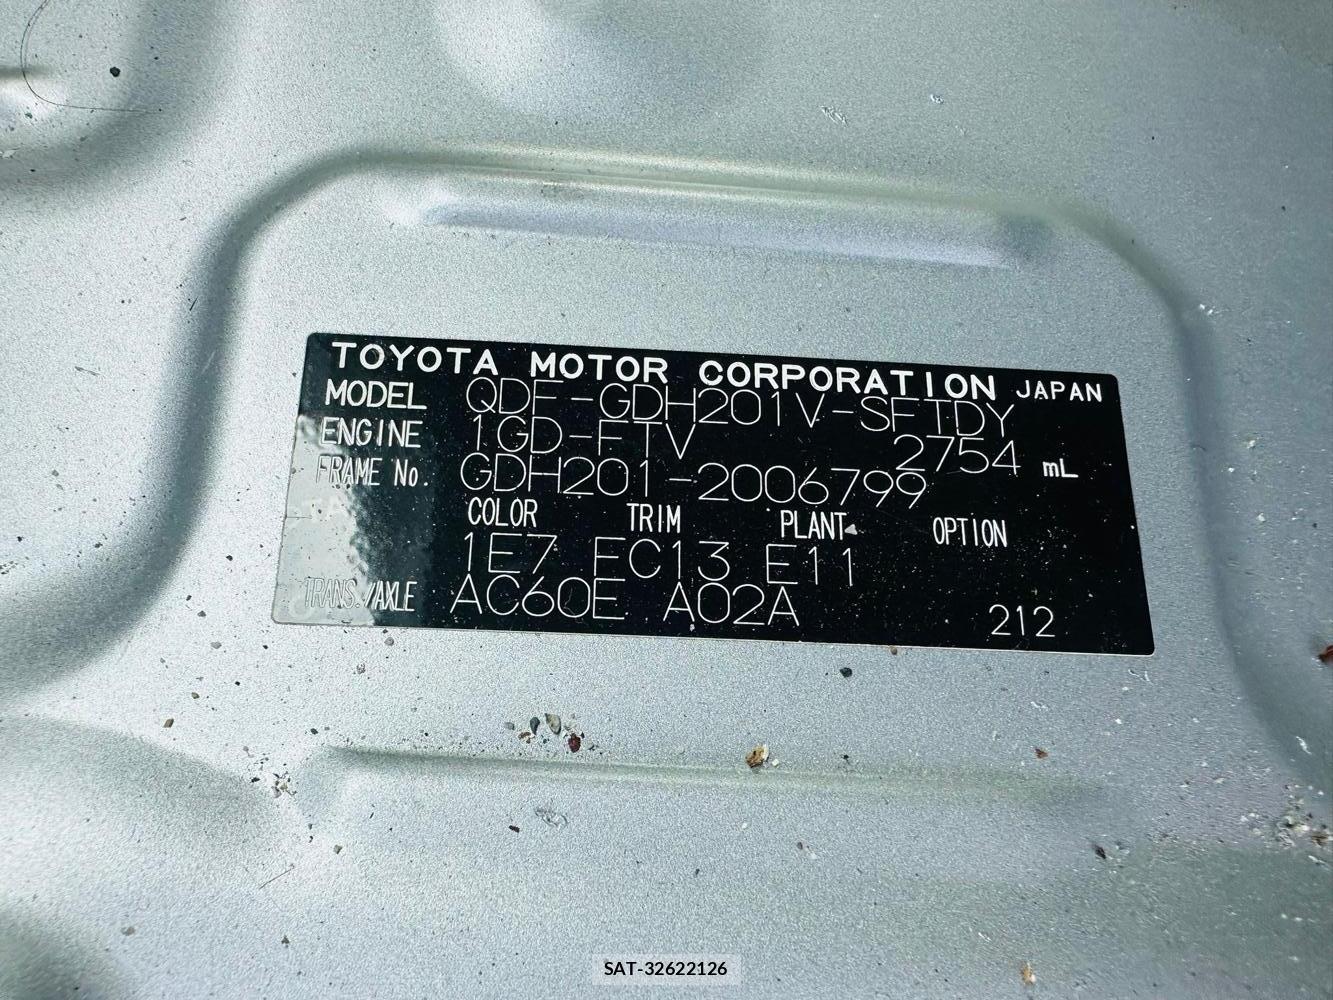 TOYOTA MOTOR CORPORATION JAPAN
MODEL QDF-GDH201V-SFTDY
ENGINE 1GD-FTV 2754 mL
FRAME No. GDH201-2006799
COLOR TRIM PLANT OPTION
1E7 FC13 E11
TRANS./AXLE AC60E A02A 212
SAT-32622126